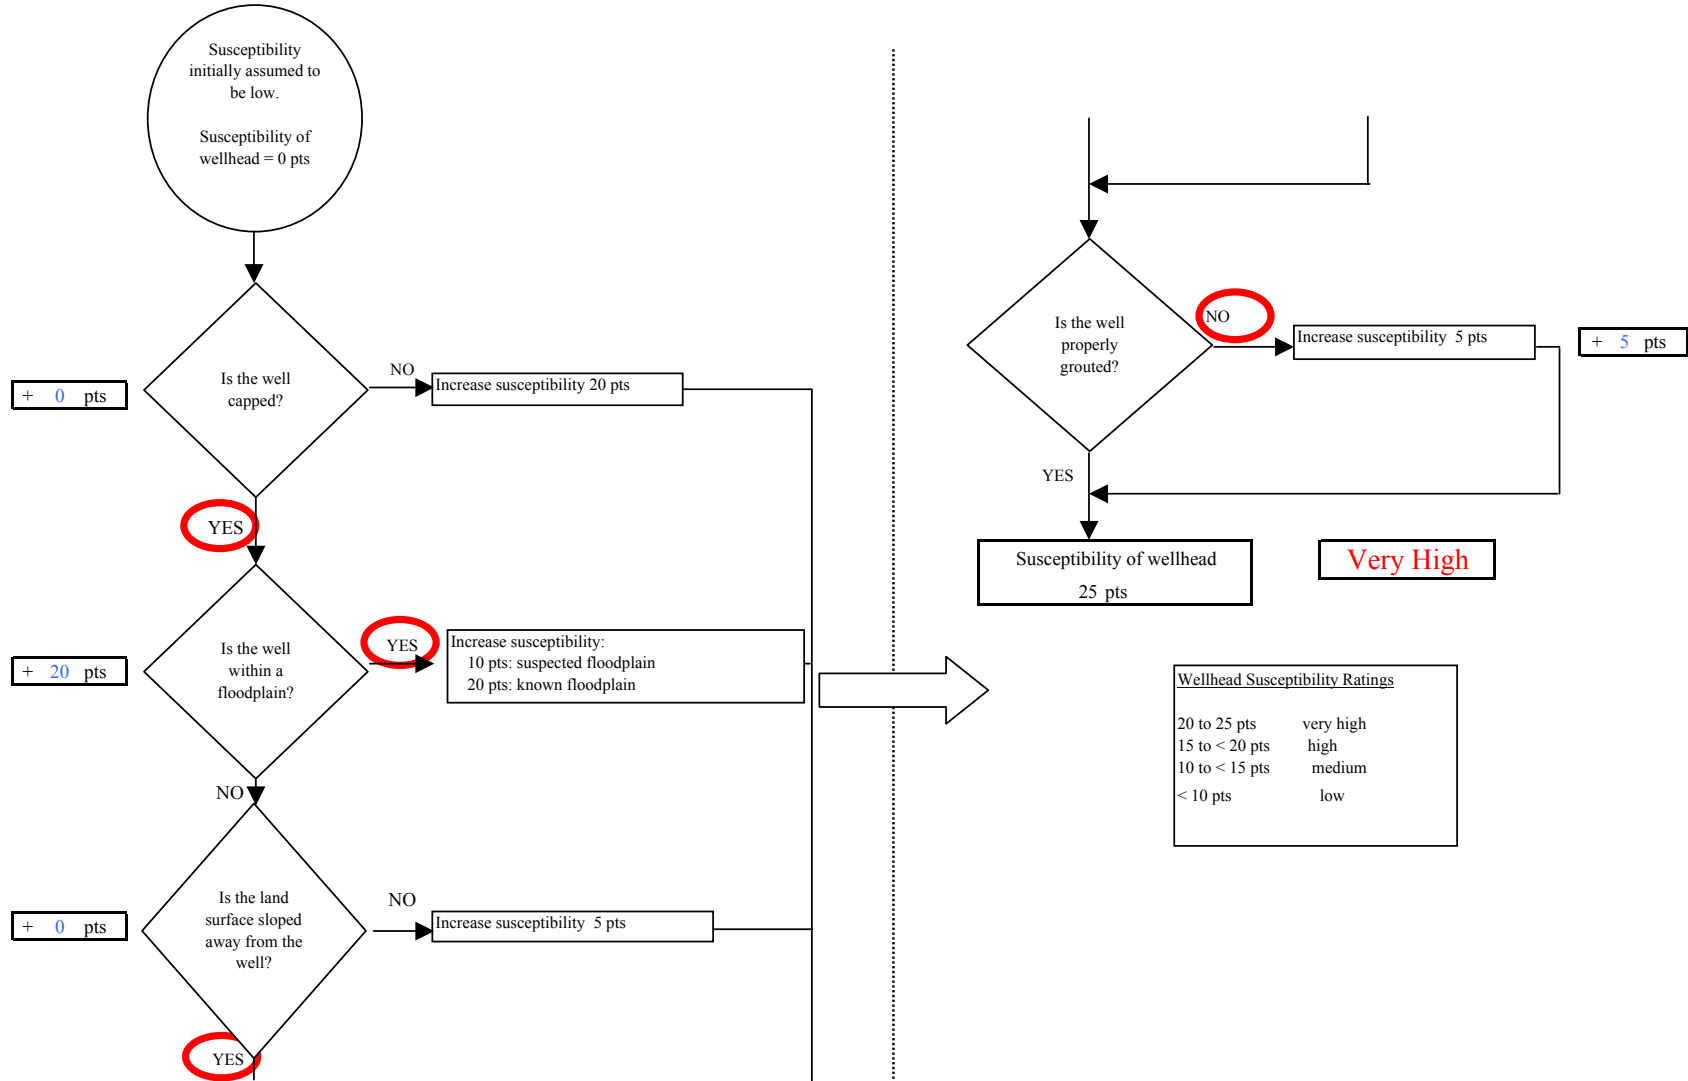 Susceptibility
initially assumed to
be low.
Susceptibility of
wellhead = 0 pts
Is the well
capped?
NO
Increase susceptibility 20 pts
+ 0 pts
YES
Is the well
within a
floodplain?
YES
Increase susceptibility:
10 pts: suspected floodplain
20 pts: known floodplain
+ 20 pts
NO
Is the land
surface sloped
away from the
well?
NO
Increase susceptibility 5 pts
+ 0 pts
YES
Is the well
properly
grouted?
NO
Increase susceptibility 5 pts
+ 5 pts
YES
Susceptibility of wellhead
25 pts
Very High
Wellhead Susceptibility Ratings
20 to 25 pts very high
15 to < 20 pts high
10 to < 15 pts medium
< 10 pts low